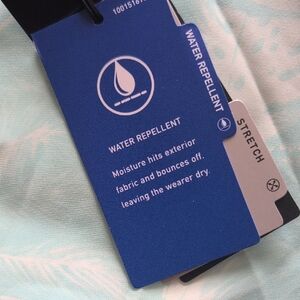 WATER REPELLENT
Moisture hits exterior
fabric and bounces off.
leaving the wearer dry.
WATER REPELLENT
STRETCH